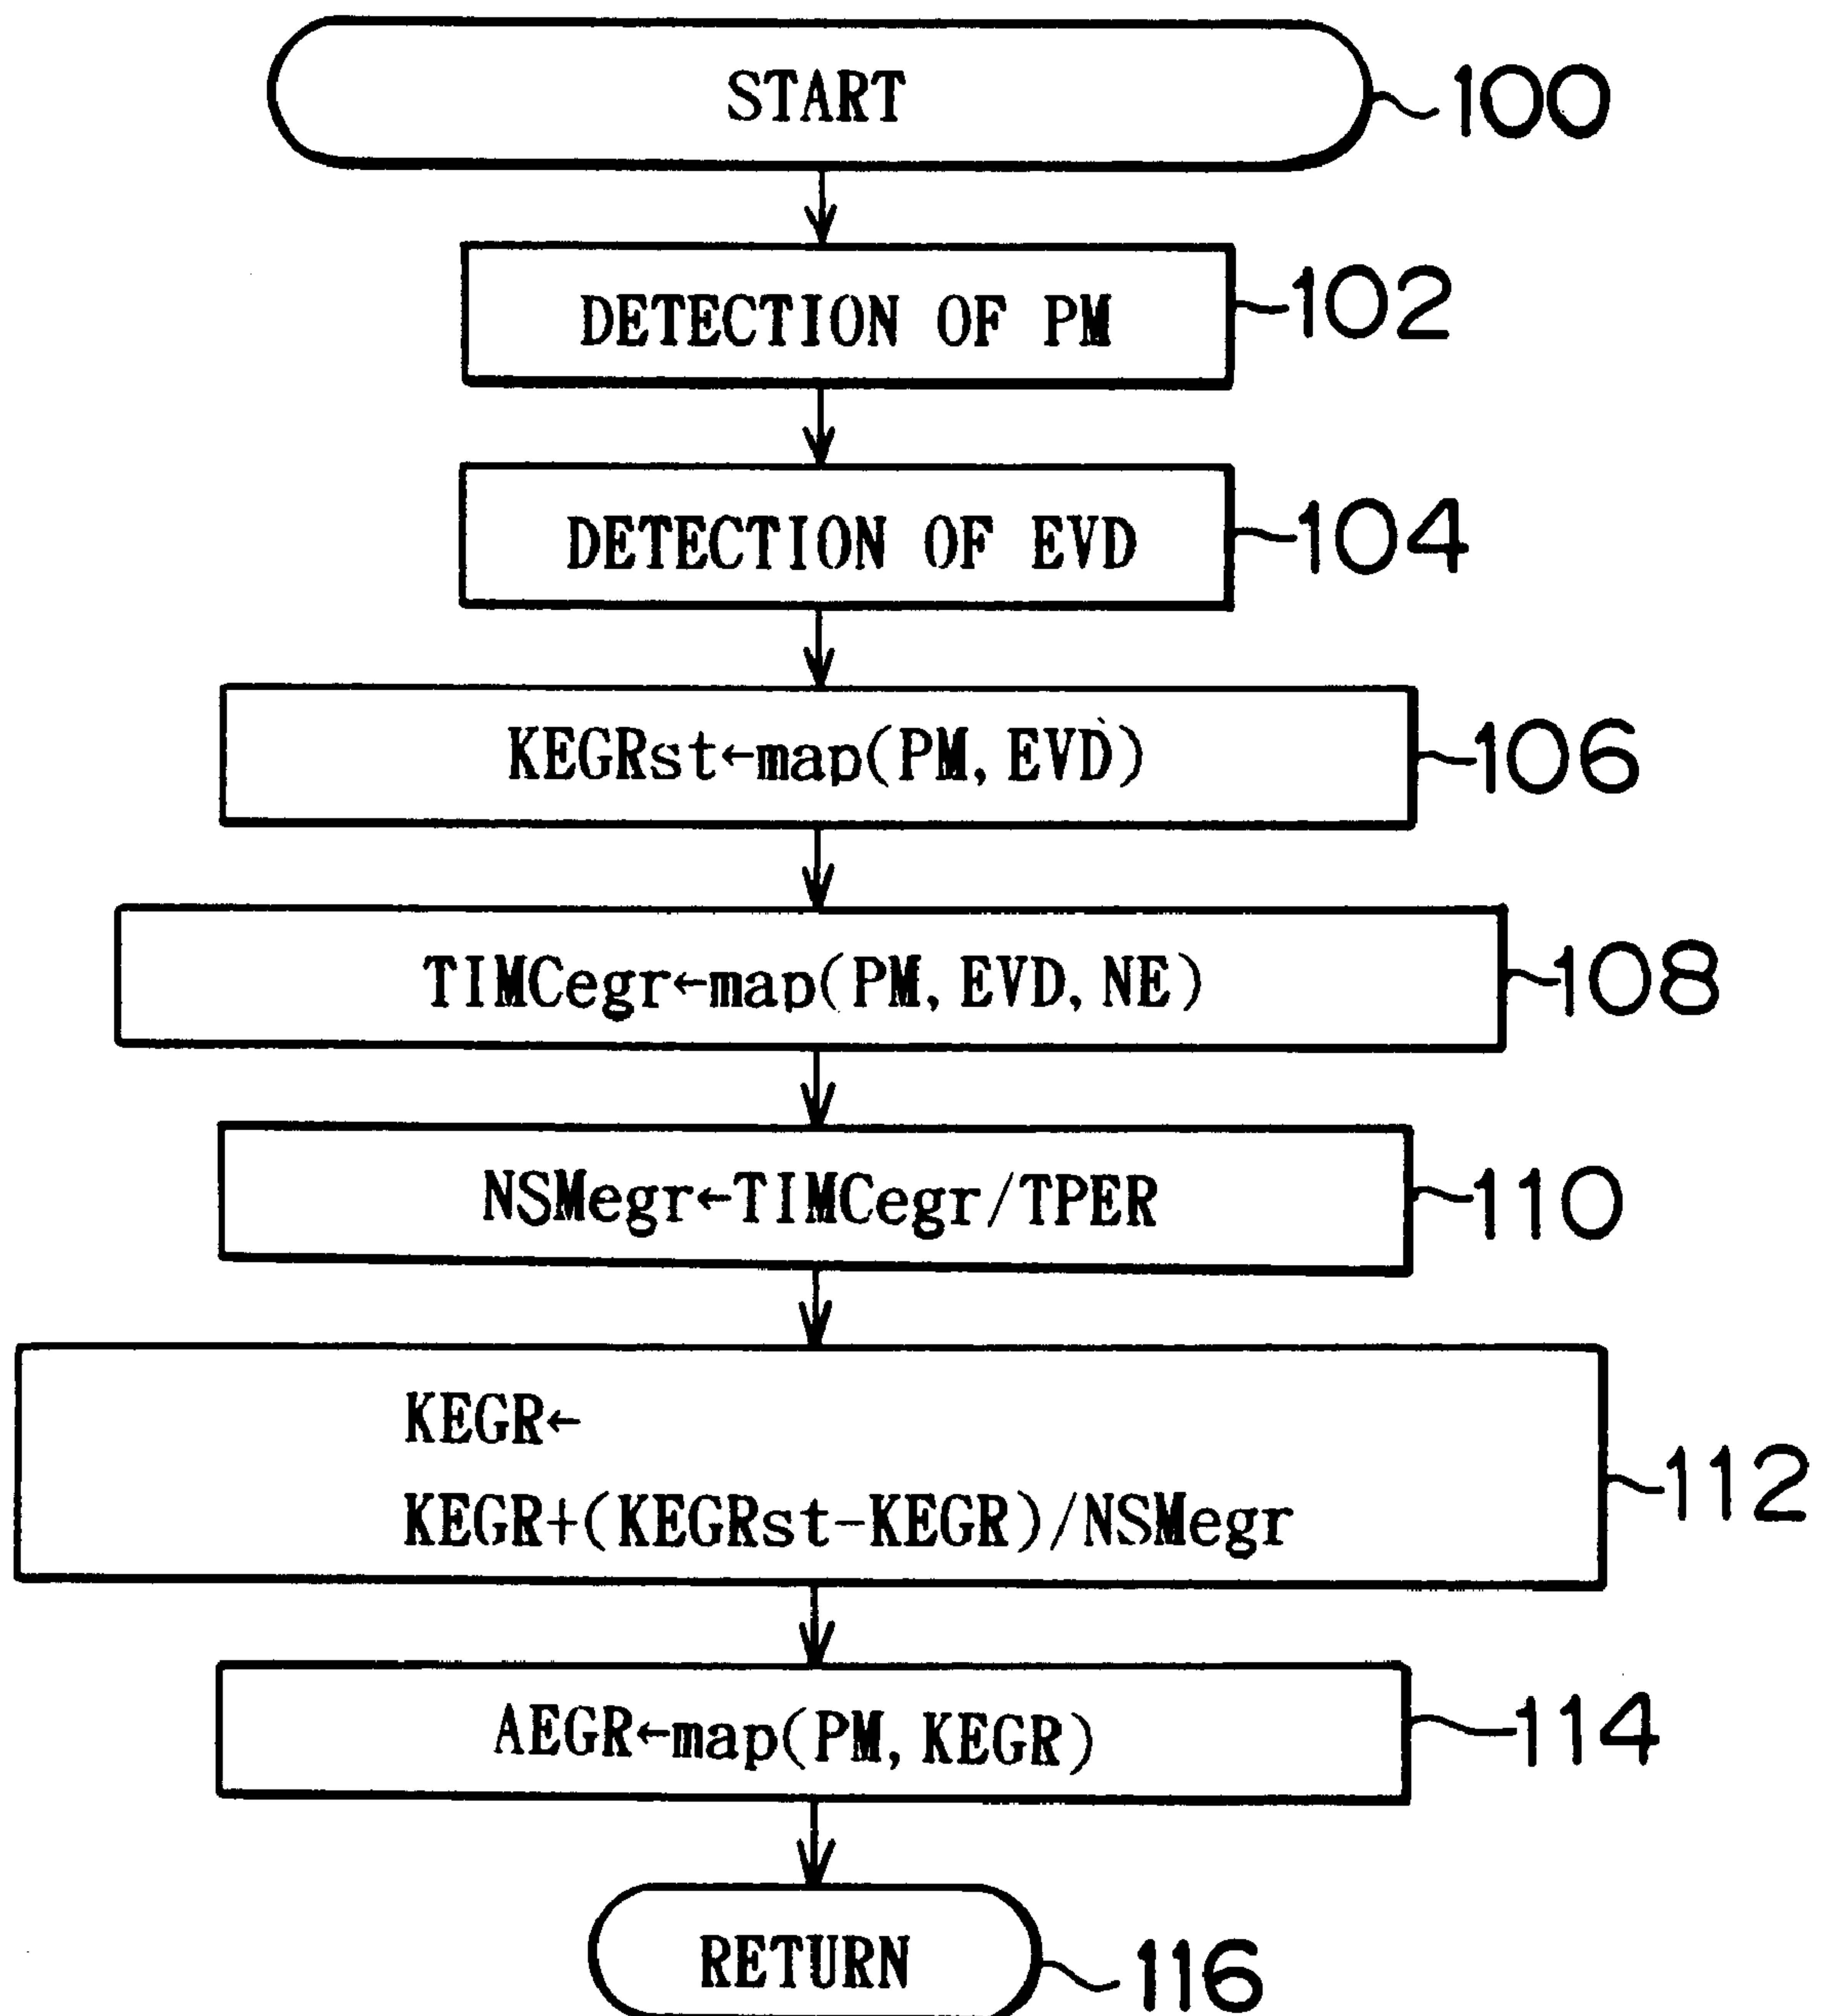 START
100
DETECTION OF PM
102
DETECTION OF EVD
104
KEGRst←map(PM, EVD)
106
TIMCegr←map(PM, EVD, NE)
108
NSMegr←TIMCegr/TPER
110
KEGR←
KEGR+(KEGRst-KEGR)/NSMegr
112
AEGR←map(PM, KEGR)
114
RETURN
116